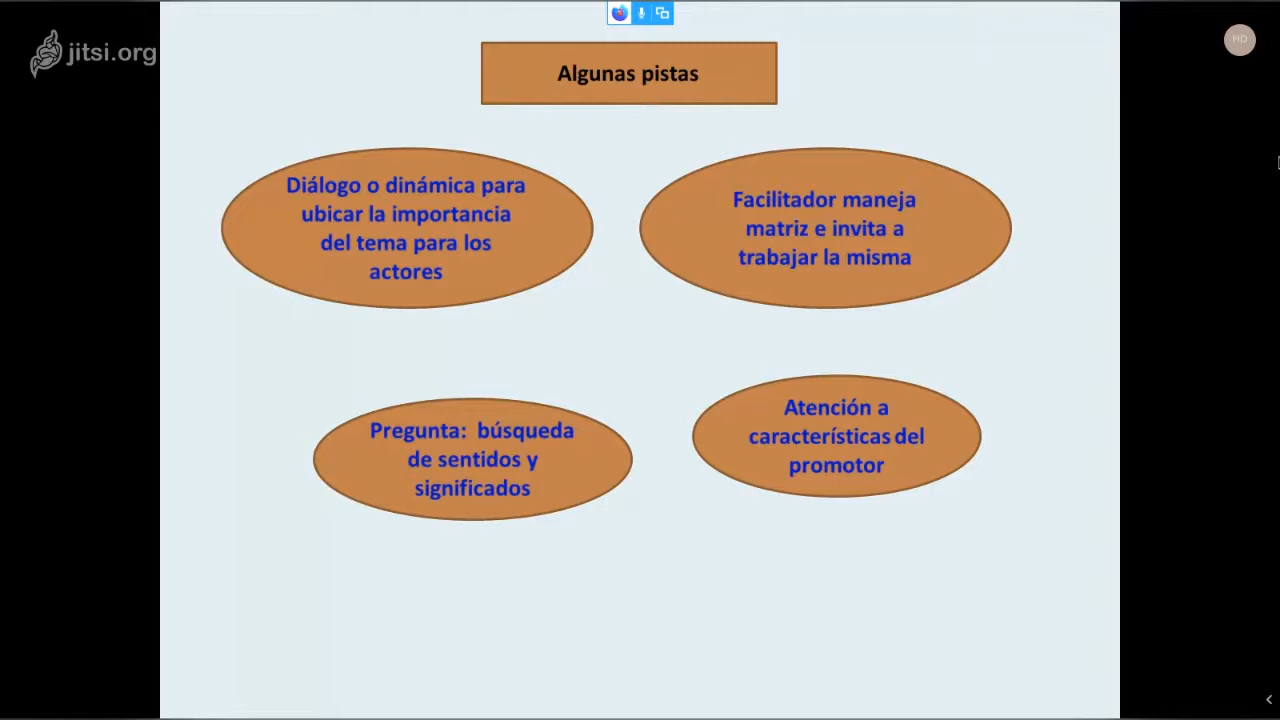 jitsi.org
HD
Algunas pistas
Diálogo o dinámica para
ubicar la importancia
del tema para los
actores
Facilitador maneja
matriz e invita a
trabajar la misma
Pregunta: búsqueda
de sentidos y
significados
Atención a
características del
promotor